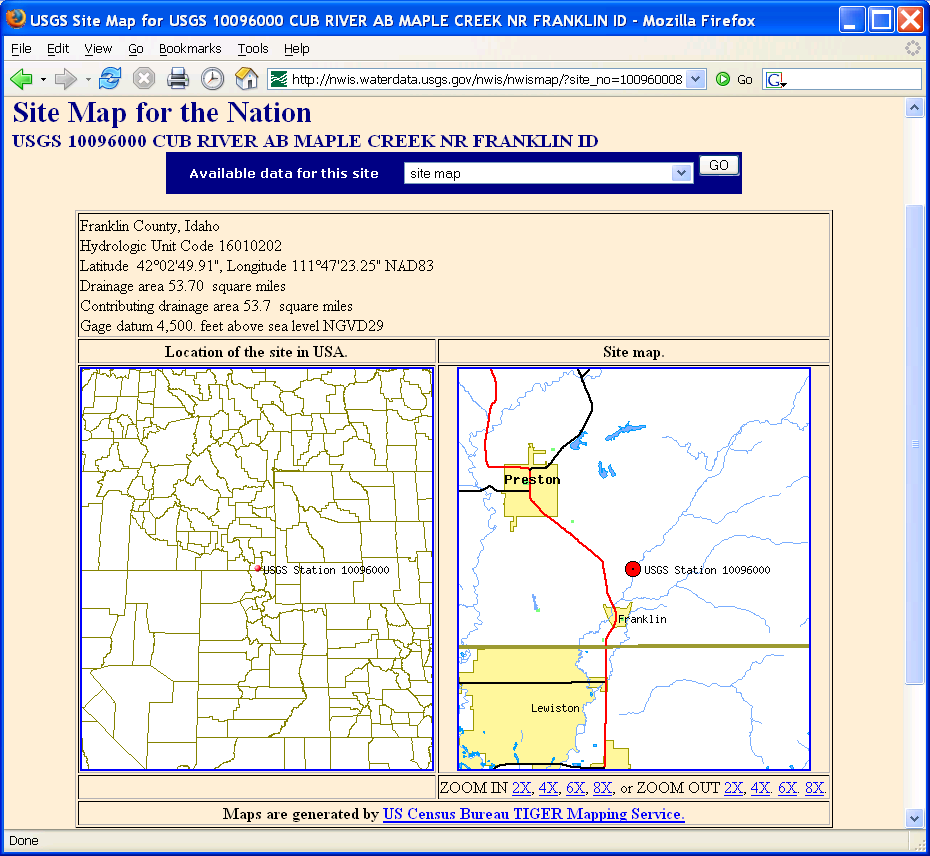 USGS Site Map for USGS 10096000 CUB RIVER AB MAPLE CREEK NR FRANKLIN ID - Mozilla Firefox
File Edit View Go Bookmarks Tools Help
http://nwis.waterdata.usgs.gov/nwis/nwismap/?site_no=100960008 Go G
Site Map for the Nation
USGS 10096000 CUB RIVER AB MAPLE CREEK NR FRANKLIN ID
Available data for this site site map GO
Franklin County, Idaho
Hydrologic Unit Code 16010202
Latitude 42°02'49.91", Longitude 111°47'23.25" NAD83
Drainage area 53.70 square miles
Contributing drainage area 53.7 square miles
Gage datum 4,500. feet above sea level NGVD29
Location of the site in USA. Site map.
Preston
USGS Station 10096000 USGS Station 10096000
Franklin
Lewiston
ZOOM IN 2X, 4X, 6X, 8X, or ZOOM OUT 2X, 4X. 6X. 8X.
Maps are generated by US Census Bureau TIGER Mapping Service.
Done